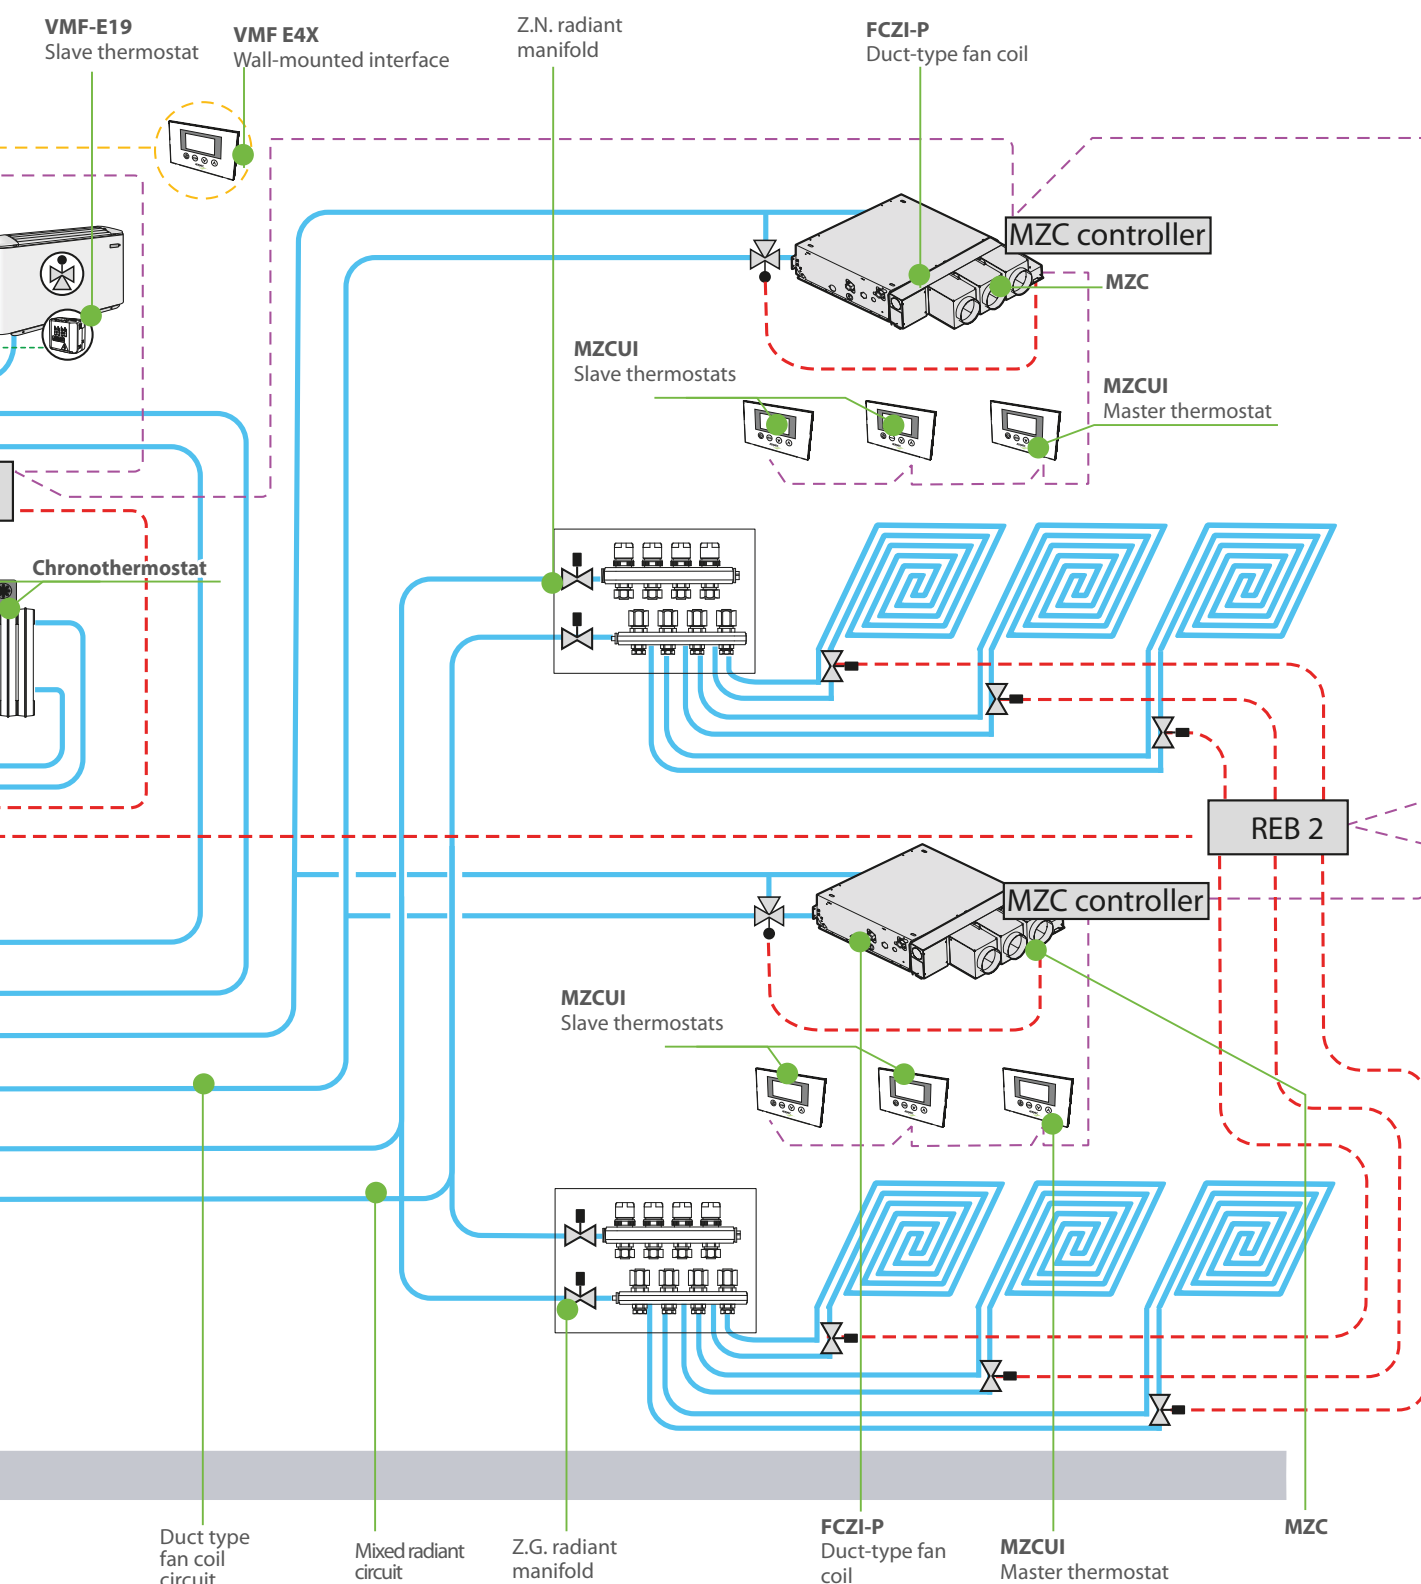 VMF-E19
Slave thermostat
VMF E4X
Wall-mounted interface
Z.N. radiant
manifold
FCZI-P
Duct-type fan coil
MZC controller
MZC
MZCUI
Slave thermostats
MZCUI
Master thermostat
Chronothermostat
REB 2
MZC controller
MZCUI
Slave thermostats
Duct type
fan coil
circuit
Mixed radiant
circuit
Z.G. radiant
manifold
FCZI-P
Duct-type fan
coil
MZCUI
Master thermostat
MZC